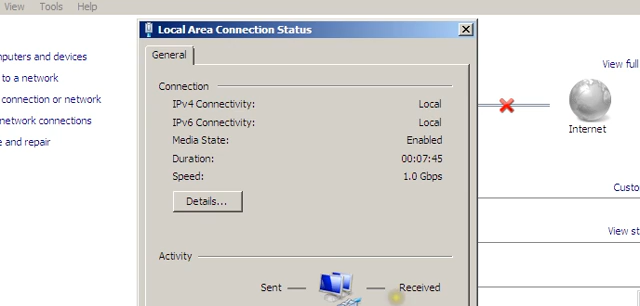 View Tools Help
Local Area Connection Status
General
View full
computers and devices
to a network
connection or network
network connections
e and repair
Connection
IPv4 Connectivity: Local
IPv6 Connectivity: Local
Media State: Enabled
Duration: 00:07:45
Speed: 1.0 Gbps
Details...
Internet
Custo
View st
Activity
Sent
Received